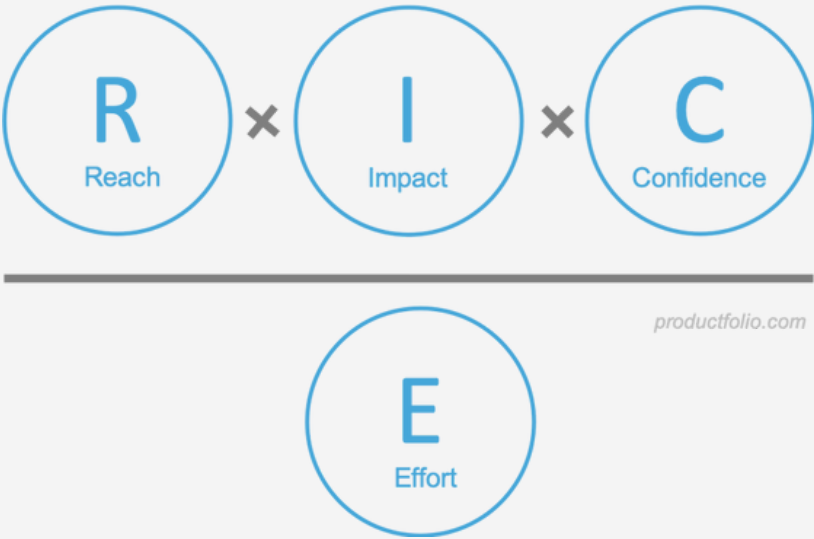 R × I × C
Reach Impact Confidence
productfolio.com
E
Effort